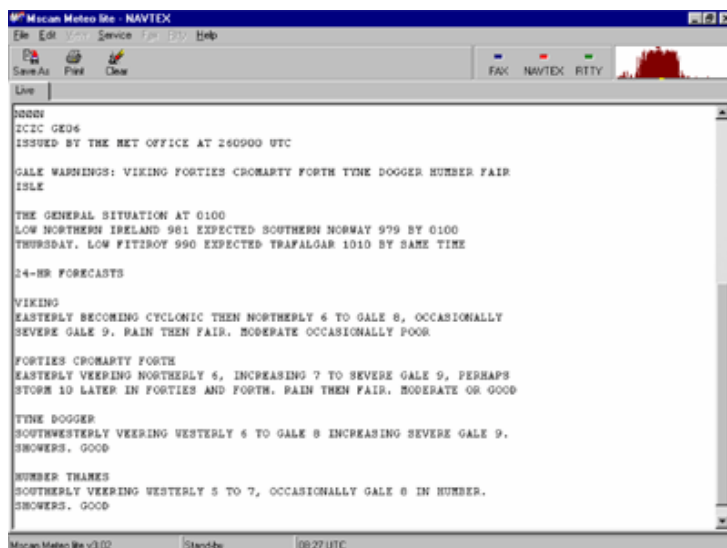 Mscan Meteo lite - NAVTEX
File Edit View Service Fax Rtty Help
Save As Print Clear FAX NAVTEX RTTY
Live
NNNN
ZCZC GE06
ISSUED BY THE MET OFFICE AT 260900 UTC
GALE WARNINGS: VIKING FORTIES CROMARTY FORTH TYNE DOGGER HUMBER FAIR
ISLE
THE GENERAL SITUATION AT 0100
LOW NORTHERN IRELAND 981 EXPECTED SOUTHERN NORWAY 979 BY 0100
THURSDAY. LOW FITZROY 990 EXPECTED TRAFALGAR 1010 BY SAME TIME
24-HR FORECASTS
VIKING
EASTERLY BECOMING CYCLONIC THEN NORTHERLY 6 TO GALE 8, OCCASIONALLY
SEVERE GALE 9. RAIN THEN FAIR. MODERATE OCCASIONALLY POOR
FORTIES CROMARTY FORTH
EASTERLY VEERING NORTHERLY 6, INCREASING 7 TO SEVERE GALE 9, PERHAPS
STORM 10 LATER IN FORTIES AND FORTH. RAIN THEN FAIR. MODERATE OR GOOD
TYNE DOGGER
SOUTHWESTERLY VEERING WESTERLY 6 TO GALE 8 INCREASING SEVERE GALE 9.
SHOWERS. GOOD
HUMBER THAMES
SOUTHERLY VEERING WESTERLY 5 TO 7, OCCASIONALLY GALE 8 IN HUMBER.
SHOWERS. GOOD
Mscan Meteo lite v3.02 Standby 08:27 UTC